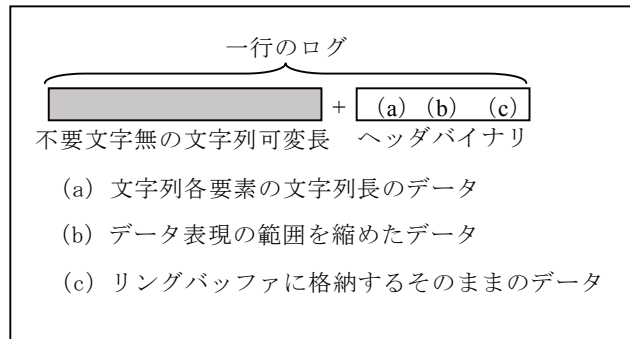 一行のログ
+ (a) (b) (c)
不要文字無の文字列可変長 ヘッダバイナリ
(a) 文字列各要素の文字列長のデータ
(b) データ表現の範囲を縮めたデータ
(c) リングバッファに格納するそのままのデータ